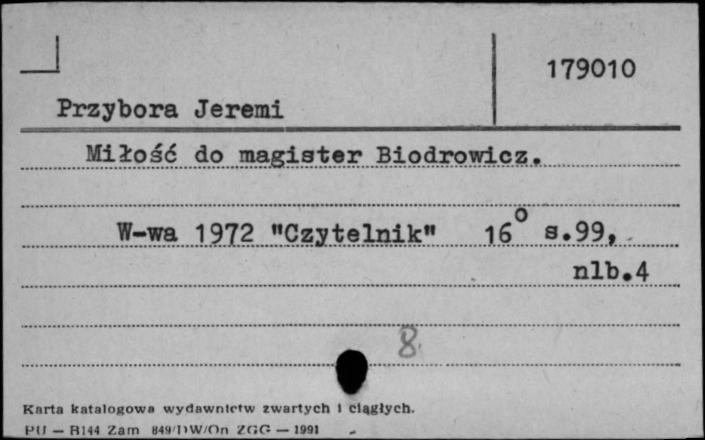 179010
Przybora Jeremi
Miłość do magister Biodrowicz.
W-wa 1972 "Czytelnik" 16° s.99,
nlb.4
8.
Karta katalogowa wydawnictw zwartych i ciągłych.
PU — R144 Zam 849/DW/On ZGG — 1991